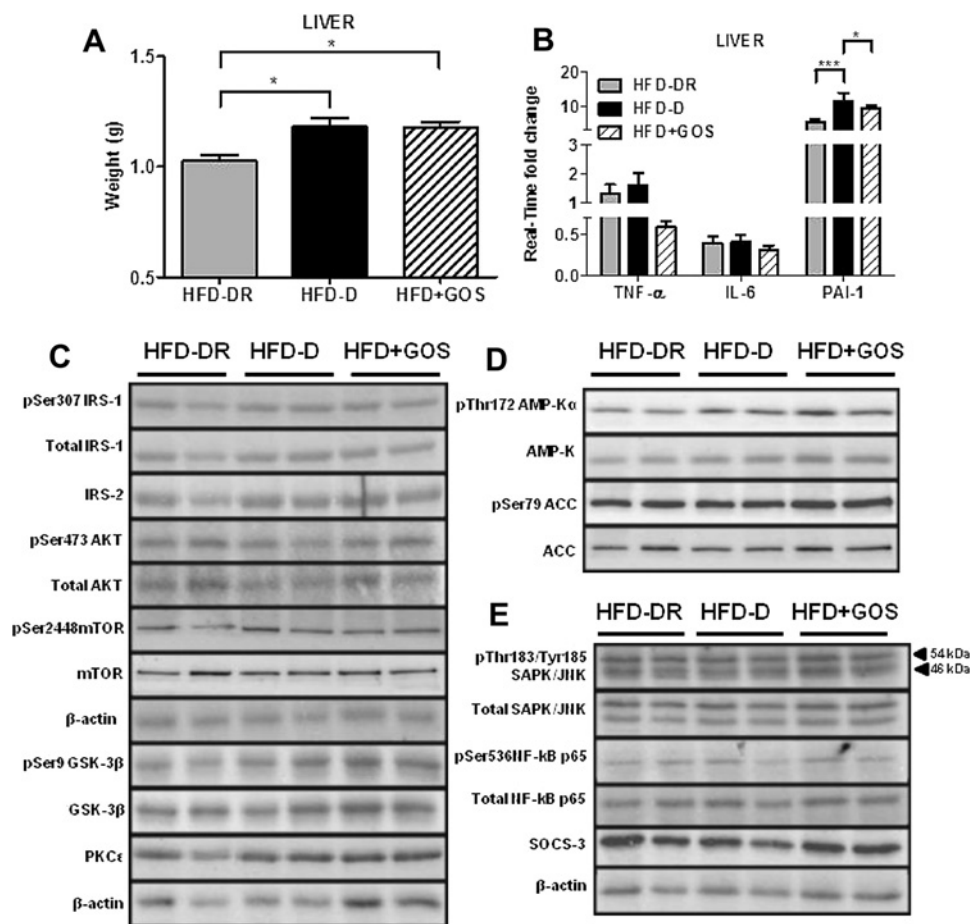 A
LIVER
*
*
Weight (g)
1.5
1.0
0.5
HFD-DR
HFD-D
HFD+GOS
B
LIVER
HFD-DR
HFD-D
HFD+GOS
***
*
Real-Time fold change
20
10
0
3
2
1
0.5
0.0
TNF-α
IL-6
PAI-1
C
HFD-DR
HFD-D
HFD+GOS
pSer307 IRS-1
Total IRS-1
IRS-2
pSer473 AKT
Total AKT
pSer2448mTOR
mTOR
β-actin
pSer9 GSK-3β
GSK-3β
PKCε
β-actin
D
HFD-DR
HFD-D
HFD+GOS
pThr172 AMP-Kα
AMP-K
pSer79 ACC
ACC
E
HFD-DR
HFD-D
HFD+GOS
pThr183/Tyr185
SAPK/JNK
54 kDa
46 kDa
Total SAPK/JNK
pSer536NF-kB p65
Total NF-kB p65
SOCS-3
β-actin